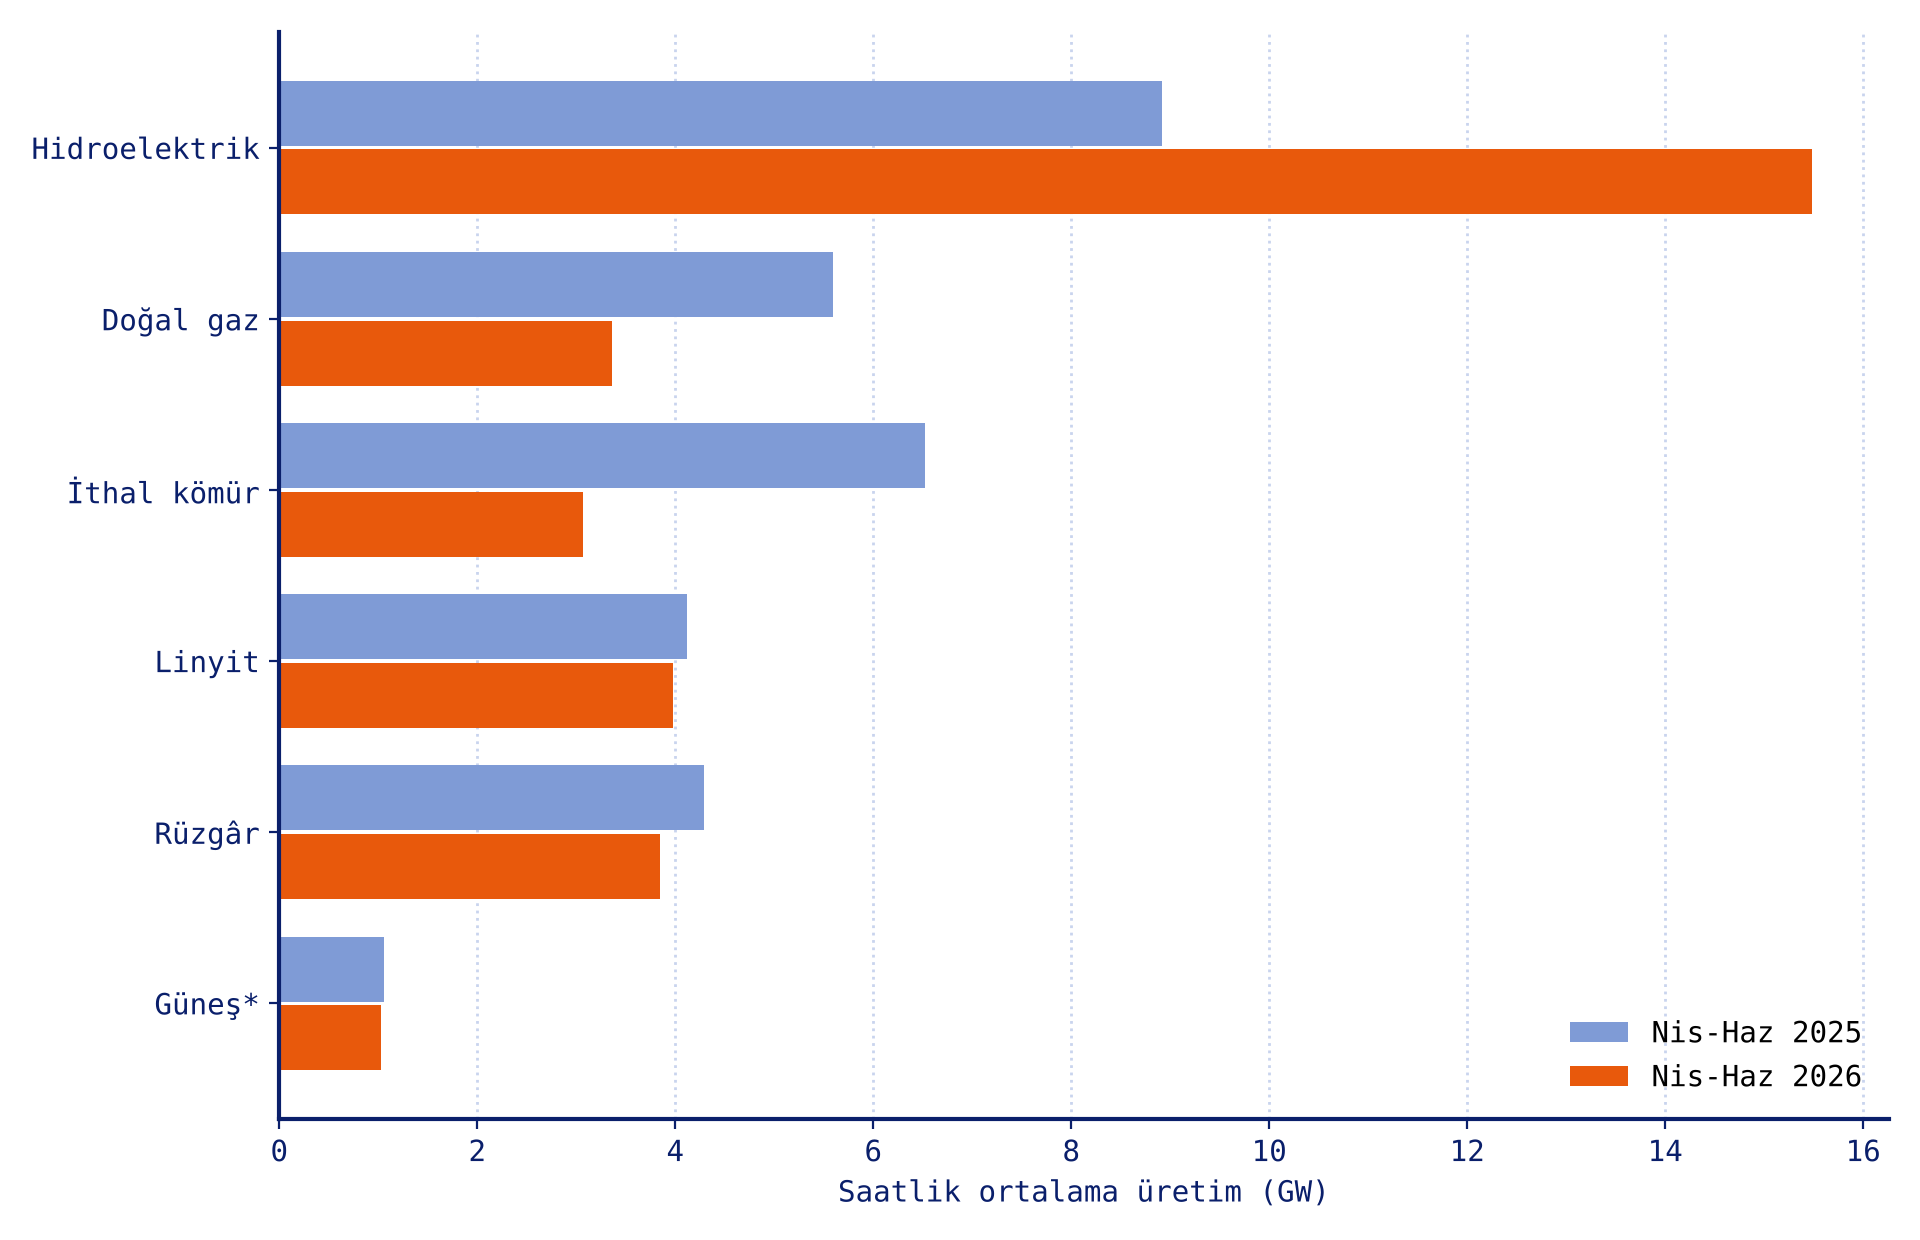 Hidroelektrik
Doğal gaz
İthal kömür
Linyit
Rüzgâr
Güneş*
Nis-Haz 2025
Nis-Haz 2026
0 2 4 6 8 10 12 14 16
Saatlik ortalama üretim (GW)